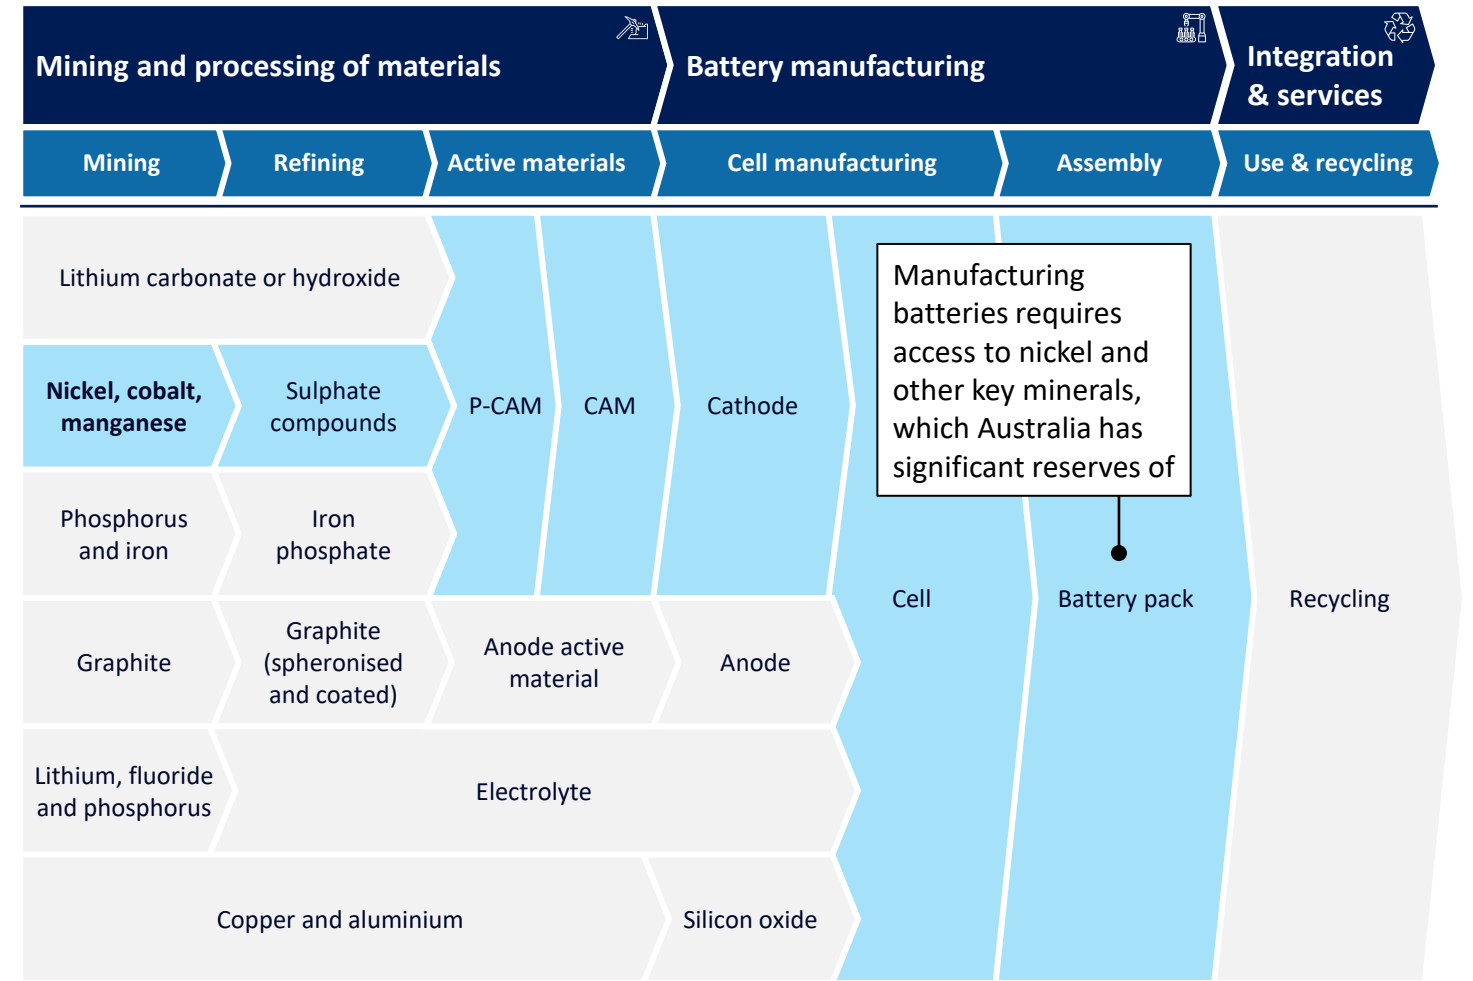 Mining and processing of materials
Battery manufacturing
Integration
& services
Mining
Refining
Active materials
Cell manufacturing
Assembly
Use & recycling
Lithium carbonate or hydroxide
Nickel, cobalt,
manganese
Sulphate
compounds
Phosphorus
and iron
Iron
phosphate
P-CAM
CAM
Cathode
Manufacturing
batteries requires
access to nickel and
other key minerals,
which Australia has
significant reserves of
Graphite
Graphite
(spheronised
and coated)
Anode active
material
Anode
Cell
Battery pack
Recycling
Lithium, fluoride
and phosphorus
Electrolyte
Copper and aluminium
Silicon oxide